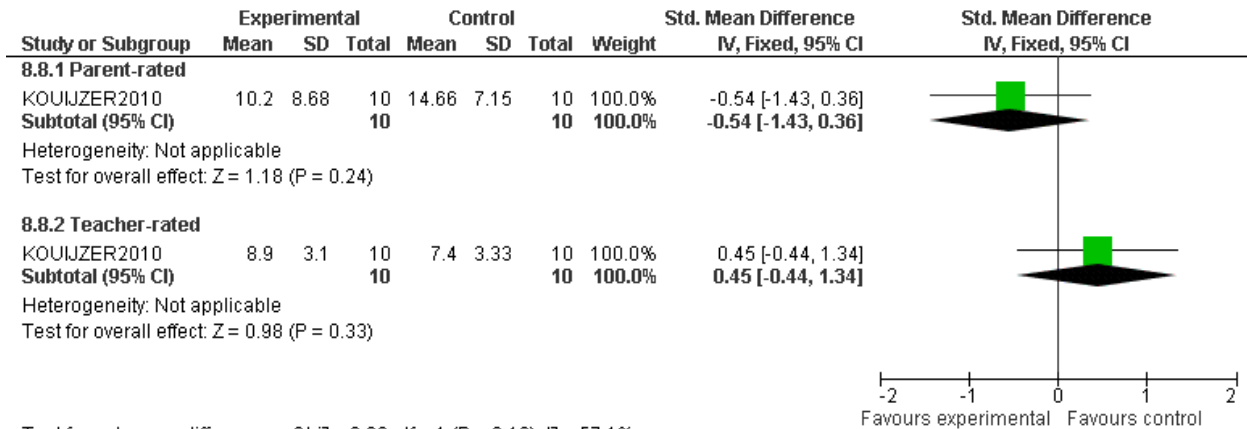 Experimental Control Std. Mean Difference Std. Mean Difference
Study or Subgroup Mean SD Total Mean SD Total Weight IV, Fixed, 95% CI IV, Fixed, 95% CI
8.8.1 Parent-rated
KOUIJZER2010 10.2 8.68 10 14.66 7.15 10 100.0% -0.54 [-1.43, 0.36]
Subtotal (95% CI) 10 10 100.0% -0.54 [-1.43, 0.36]
Heterogeneity: Not applicable
Test for overall effect: Z = 1.18 (P = 0.24)
8.8.2 Teacher-rated
KOUIJZER2010 8.9 3.1 10 7.4 3.33 10 100.0% 0.45 [-0.44, 1.34]
Subtotal (95% CI) 10 10 100.0% 0.45 [-0.44, 1.34]
Heterogeneity: Not applicable
Test for overall effect: Z = 0.98 (P = 0.33)
-2 -1 0 1 2
Favours experimental Favours control